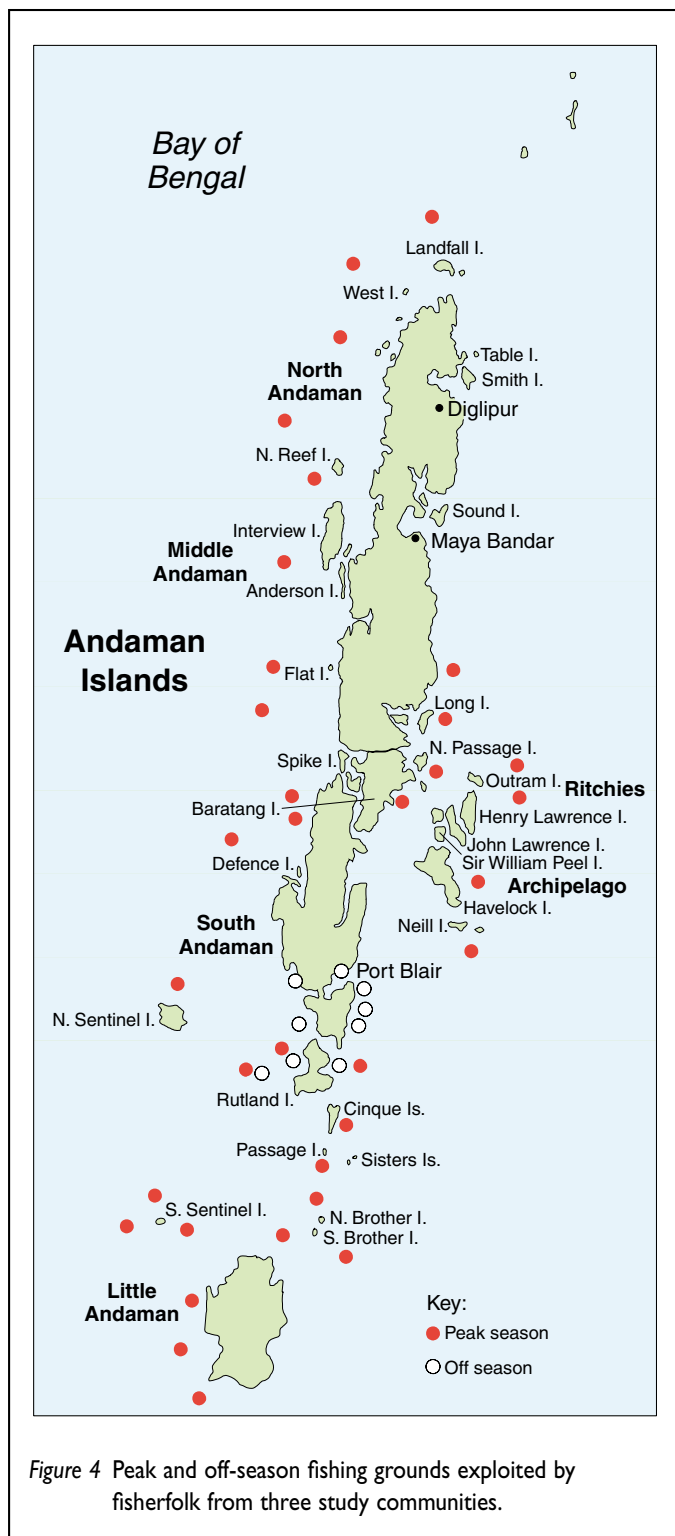 Bay of
Bengal
Landfall I.
West I.
Table I.
North
Andaman
Smith I.
Diglipur
N. Reef I.
Sound I.
Interview I.
Maya Bandar
Middle
Andaman
Anderson I.
Andaman
Islands
Flat I.
Long I.
N. Passage I.
Spike I.
Outram I.
Ritchies
Baratang I.
Henry Lawrence I.
John Lawrence I.
Sir William Peel I.
Defence I.
Archipelago
Havelock I.
South
Andaman
Neill I.
Port Blair
N. Sentinel I.
Rutland I.
Cinque Is.
Passage I.
Sisters Is.
S. Sentinel I.
N. Brother I.
S. Brother I.
Little
Andaman
Key:
Peak season
Off season
Figure 4 Peak and off-season fishing grounds exploited by
fisherfolk from three study communities.